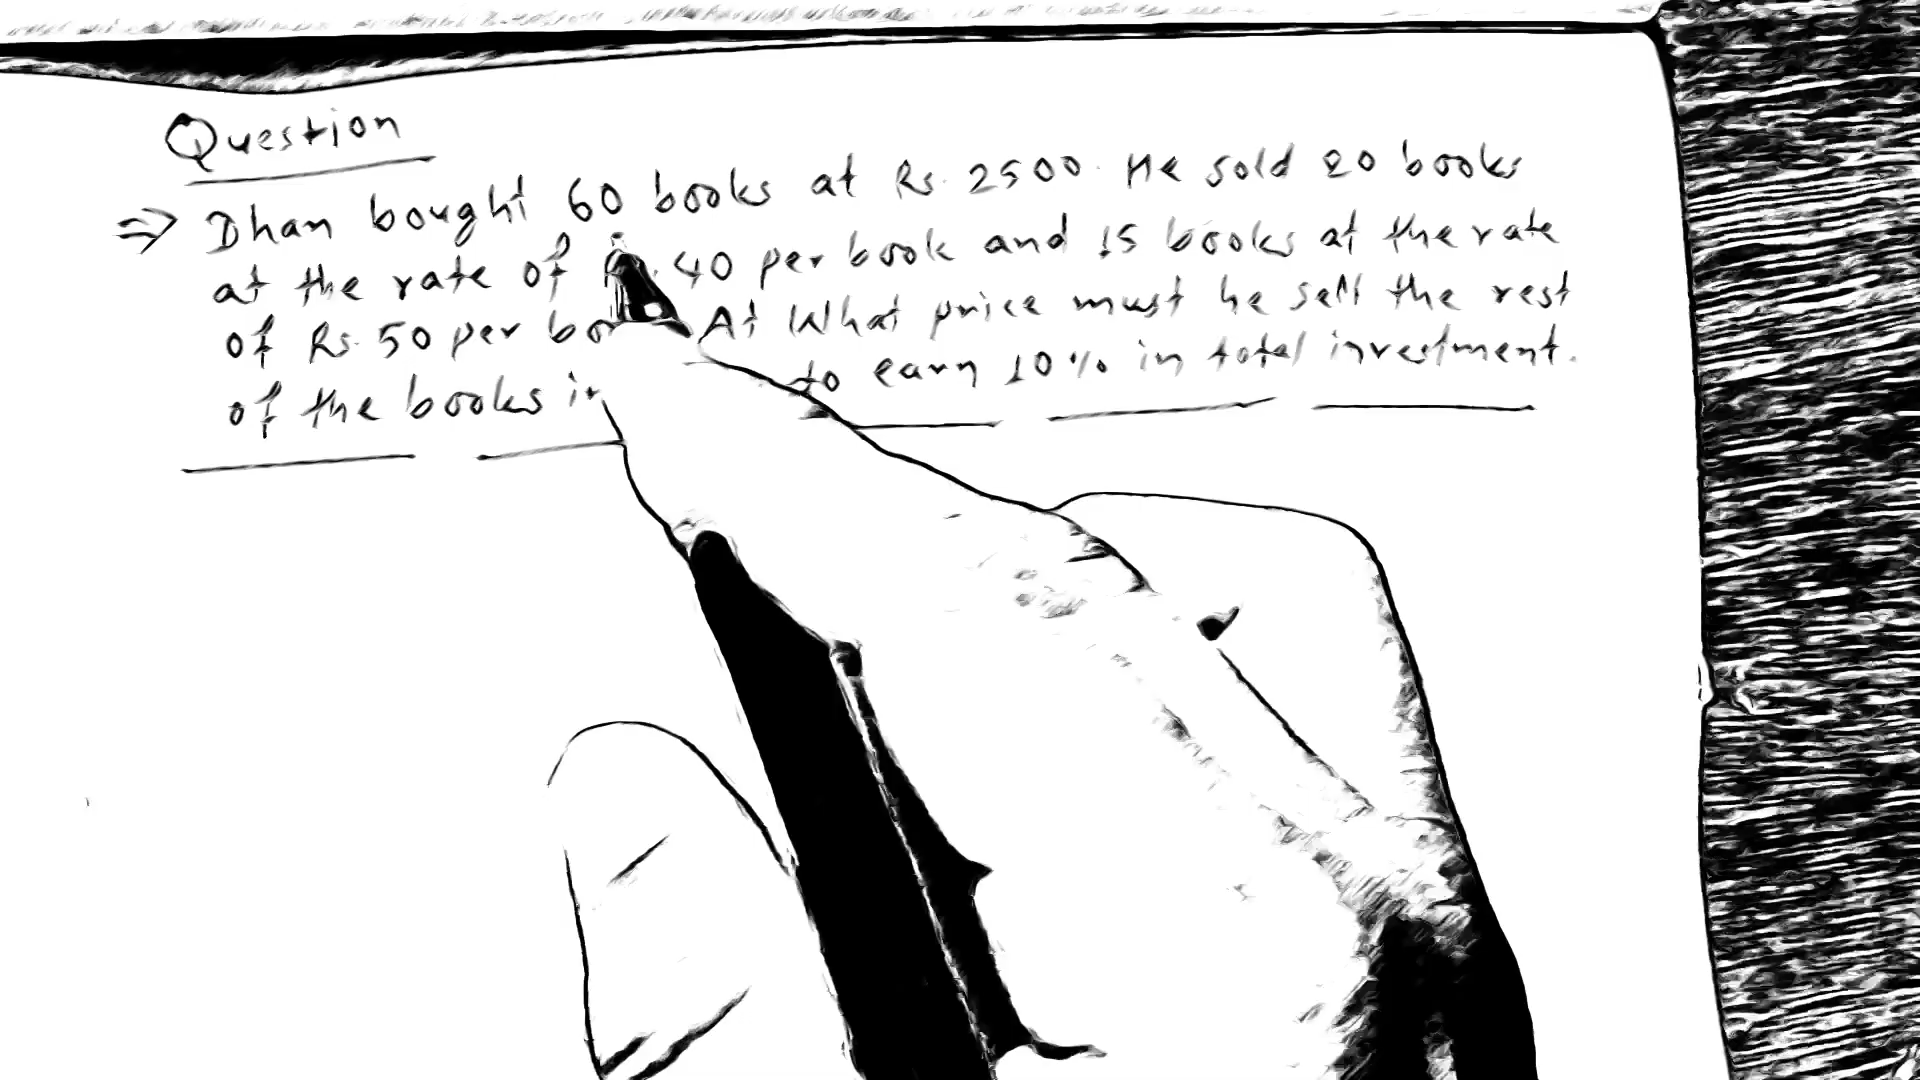 Question
⇒ Dhan bought 60 books at Rs. 2500. He sold 20 books
at the rate of .40 per book and 15 books at the rate
of Rs. 50 per At What price must he sell the rest
of the books to earn 10% in total investment.